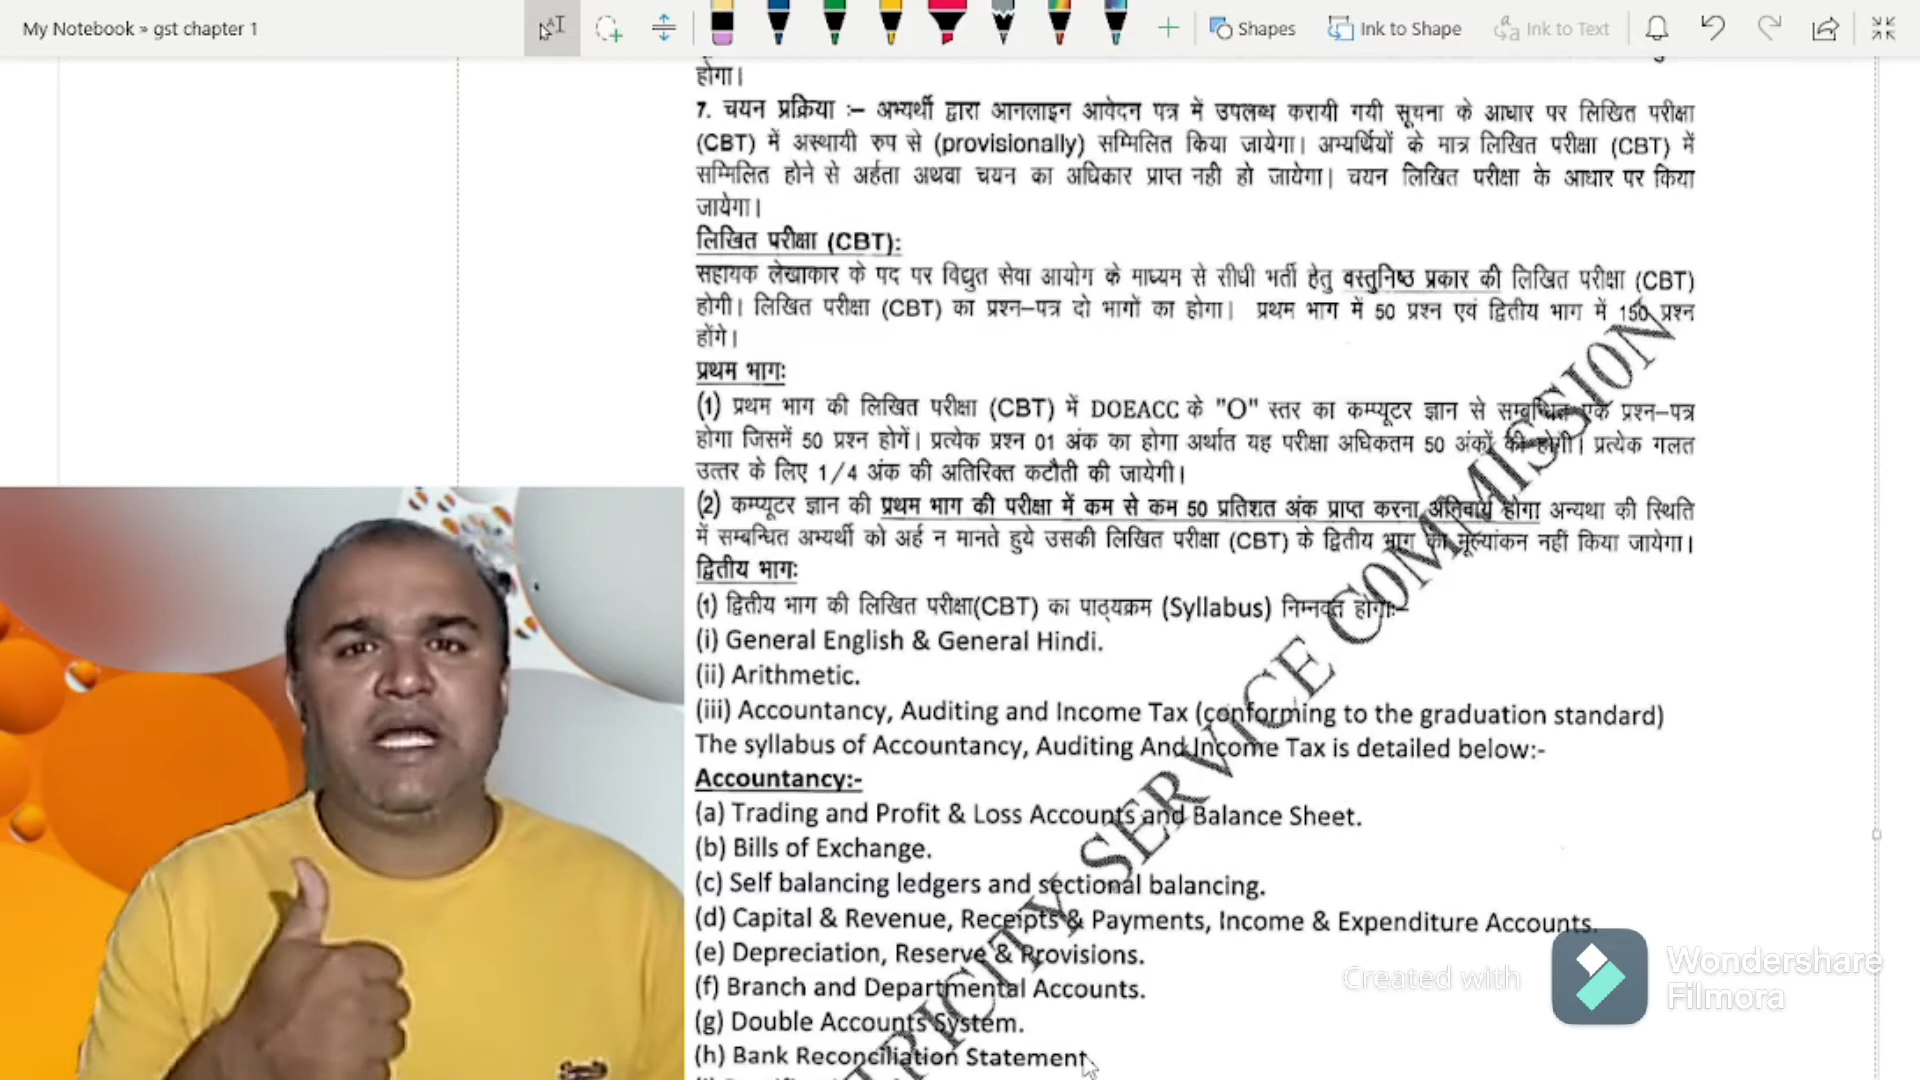 My Notebook » gst chapter 1
Shapes
Ink to Shape
Ink to Text
होगा।
7. चयन प्रक्रिया :– अभ्यर्थी द्वारा आनलाइन आवेदन पत्र में उपलब्ध करायी गयी सूचना के आधार पर लिखित परीक्षा
(CBT) में अस्थायी रुप से (provisionally) सम्मिलित किया जायेगा। अभ्यर्थियों के मात्र लिखित परीक्षा (CBT) में
सम्मिलित होने से अर्हता अथवा चयन का अधिकार प्राप्त नही हो जायेगा। चयन लिखित परीक्षा के आधार पर किया
जायेगा।
लिखित परीक्षा (CBT):
सहायक लेखाकार के पद पर विद्युत सेवा आयोग के माध्यम से सीधी भर्ती हेतु वस्तुनिष्ठ प्रकार की लिखित परीक्षा (CBT)
होगी। लिखित परीक्षा (CBT) का प्रश्न–पत्र दो भागों का होगा। प्रथम भाग में 50 प्रश्न एवं द्वितीय भाग में 150 प्रश्न
होंगे।
प्रथम भागः
(1) प्रथम भाग की लिखित परीक्षा (CBT) में DOEACC के "O" स्तर का कम्प्यूटर ज्ञान से सम्बन्धित एक प्रश्न–पत्र
होगा जिसमें 50 प्रश्न होगें। प्रत्येक प्रश्न 01 अंक का होगा अर्थात यह परीक्षा अधिकतम 50 अंकों की होगी। प्रत्येक गलत
उत्तर के लिए 1/4 अंक की अतिरिक्त कटौती की जायेगी।
(2) कम्प्यूटर ज्ञान की प्रथम भाग की परीक्षा में कम से कम 50 प्रतिशत अंक प्राप्त करना अनिवार्य होगा अन्यथा की स्थिति
में सम्बन्धित अभ्यर्थी को अर्ह न मानते हुये उसकी लिखित परीक्षा (CBT) के द्वितीय भाग का मूल्यांकन नहीं किया जायेगा।
द्वितीय भागः
(1) द्वितीय भाग की लिखित परीक्षा(CBT) का पाठ्यक्रम (Syllabus) निम्नवत होगाः–
(i) General English & General Hindi.
(ii) Arithmetic.
(iii) Accountancy, Auditing and Income Tax (conforming to the graduation standard)
The syllabus of Accountancy, Auditing And Income Tax is detailed below:-
Accountancy:-
(a) Trading and Profit & Loss Accounts and Balance Sheet.
(b) Bills of Exchange.
(c) Self balancing ledgers and sectional balancing.
(d) Capital & Revenue, Receipts & Payments, Income & Expenditure Accounts.
(e) Depreciation, Reserve & Provisions.
(f) Branch and Departmental Accounts.
(g) Double Accounts System.
(h) Bank Reconciliation Statement
TRICITY SERVICE COMMISSION
Created with
Wondershare
Filmora